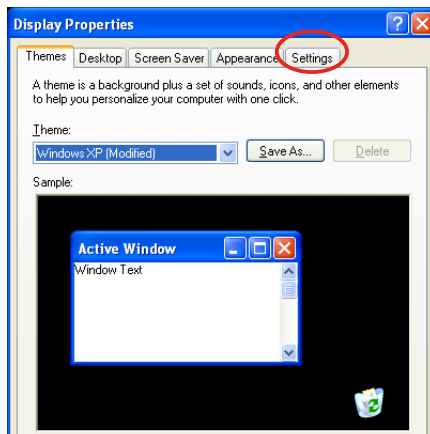 Display Properties
Themes Desktop Screen Saver Appearance Settings
A theme is a background plus a set of sounds, icons, and other elements
to help you personalize your computer with one click.
Theme:
Windows XP (Modified) Save As... Delete
Sample:
Active Window
Window Text